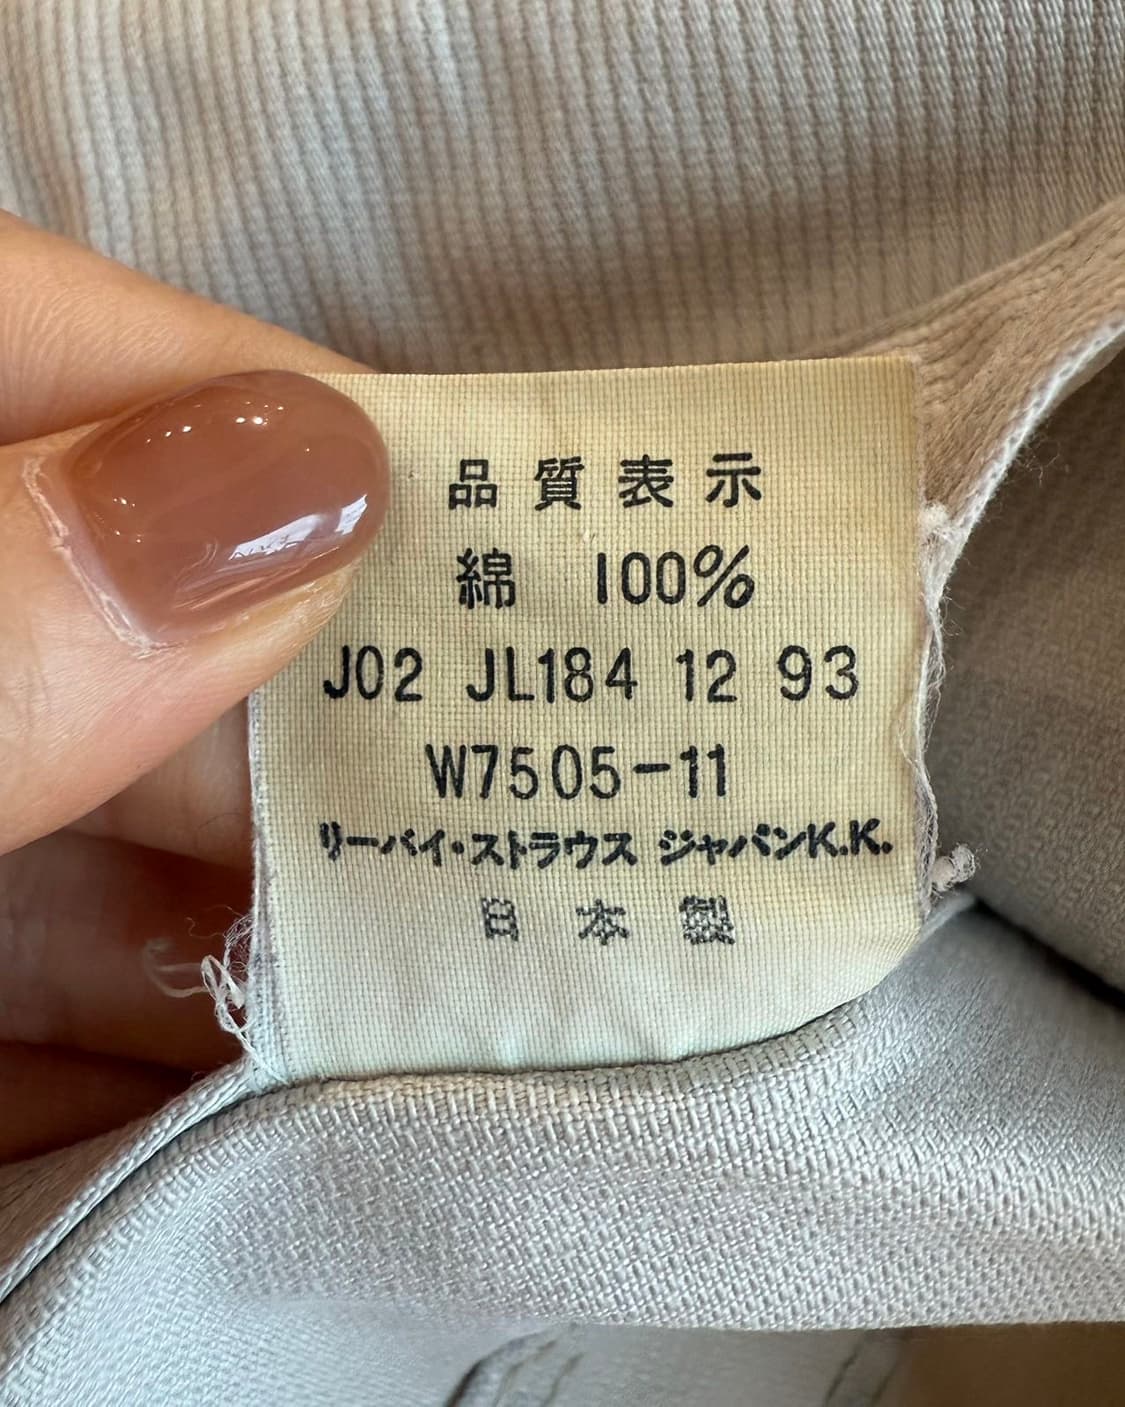 品質表示
綿 100%
J02 JL184 12 93
W7505-11
リーバイ・ストラウス ジャパンK.K.
日本製